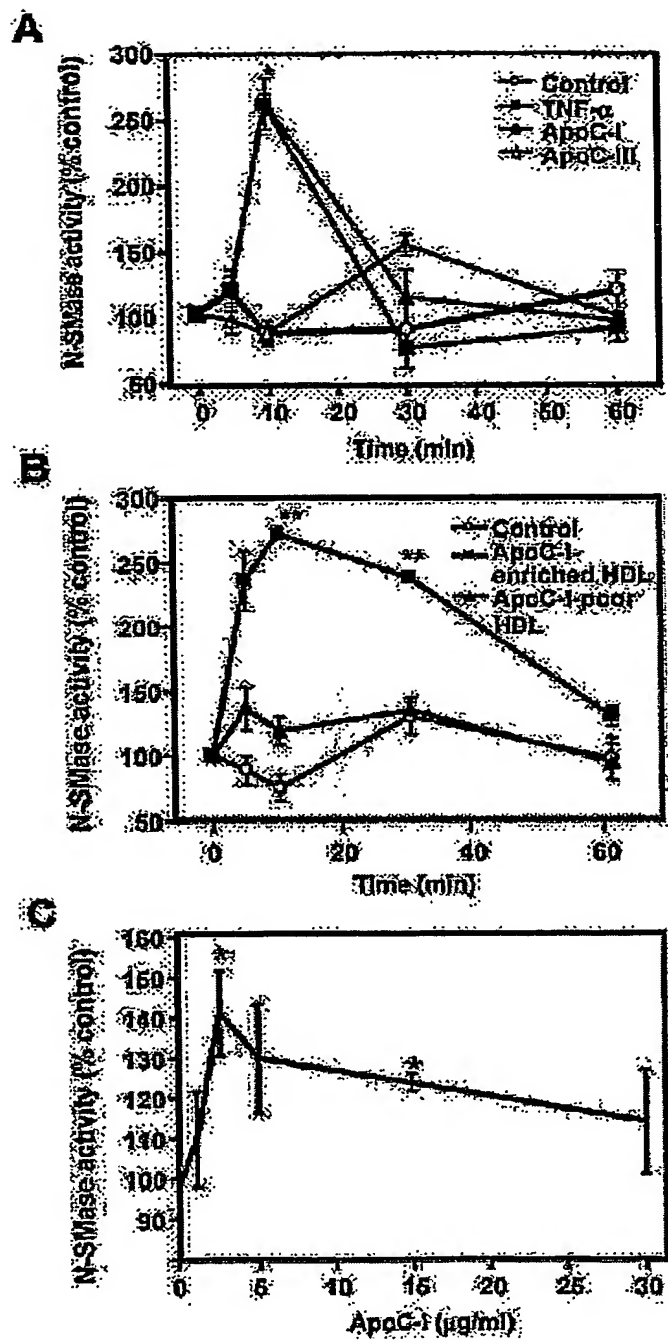 A
N-SMase activity (% control)
300
250
200
150
100
50
*
Control
TNF-α
ApoC-I
ApoC-III
0 10 20 30 40 50 60
Time (min)
B
N-SMase activity (% control)
300
250
200
150
100
50
**
**
Control
ApoC-I-
enriched HDL
ApoC-I-poor
HDL
0 20 40 60
Time (min)
C
N-SMase activity (% control)
160
150
140
130
120
110
100
90
*
*
0 5 10 15 20 25 30
ApoC-I (µg/ml)